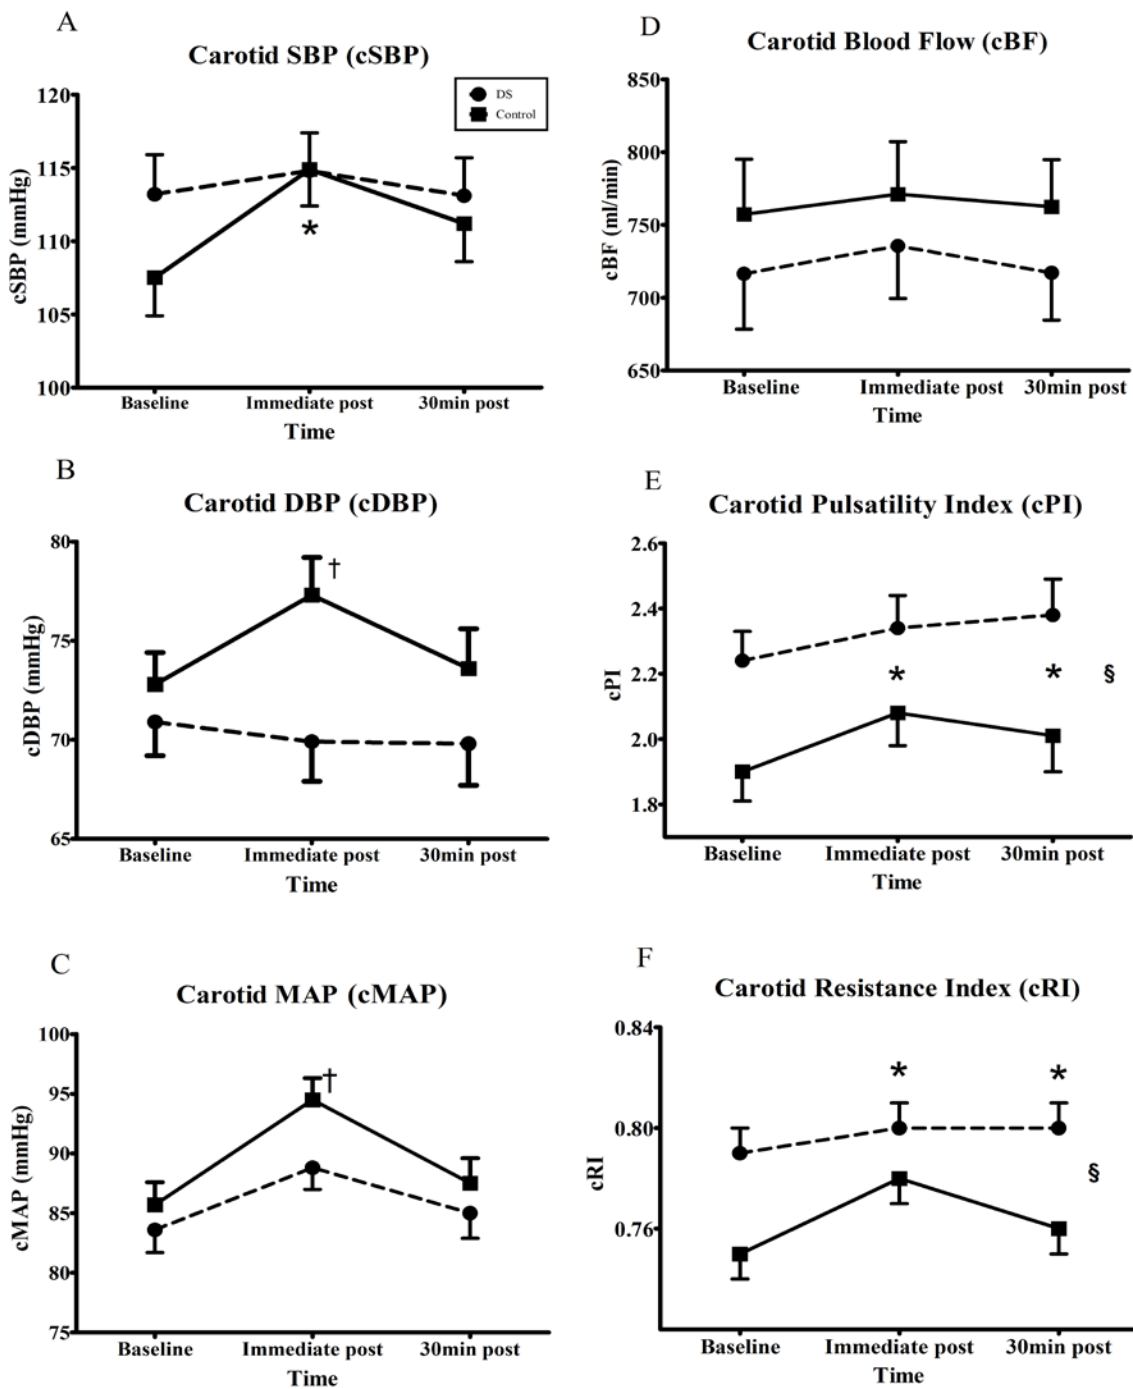 A
Carotid SBP (cSBP)
DS
Control
120
115
110
105
100
cSBP (mmHg)
*
Baseline Immediate post 30min post
Time
B
Carotid DBP (cDBP)
80
75
70
65
cDBP (mmHg)
†
Baseline Immediate post 30min post
Time
C
Carotid MAP (cMAP)
100
95
90
85
80
75
cMAP (mmHg)
†
Baseline Immediate post 30min post
Time
D
Carotid Blood Flow (cBF)
850
800
750
700
650
cBF (ml/min)
Baseline Immediate post 30min post
Time
E
Carotid Pulsatility Index (cPI)
2.6
2.4
2.2
2.0
1.8
cPI
* * §
Baseline Immediate post 30min post
Time
F
Carotid Resistance Index (cRI)
0.84
0.80
0.76
cRI
* *
§
Baseline Immediate post 30min post
Time